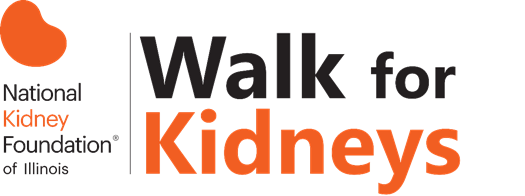 National
Kidney
Foundation®
of Illinois
Walk for
Kidneys